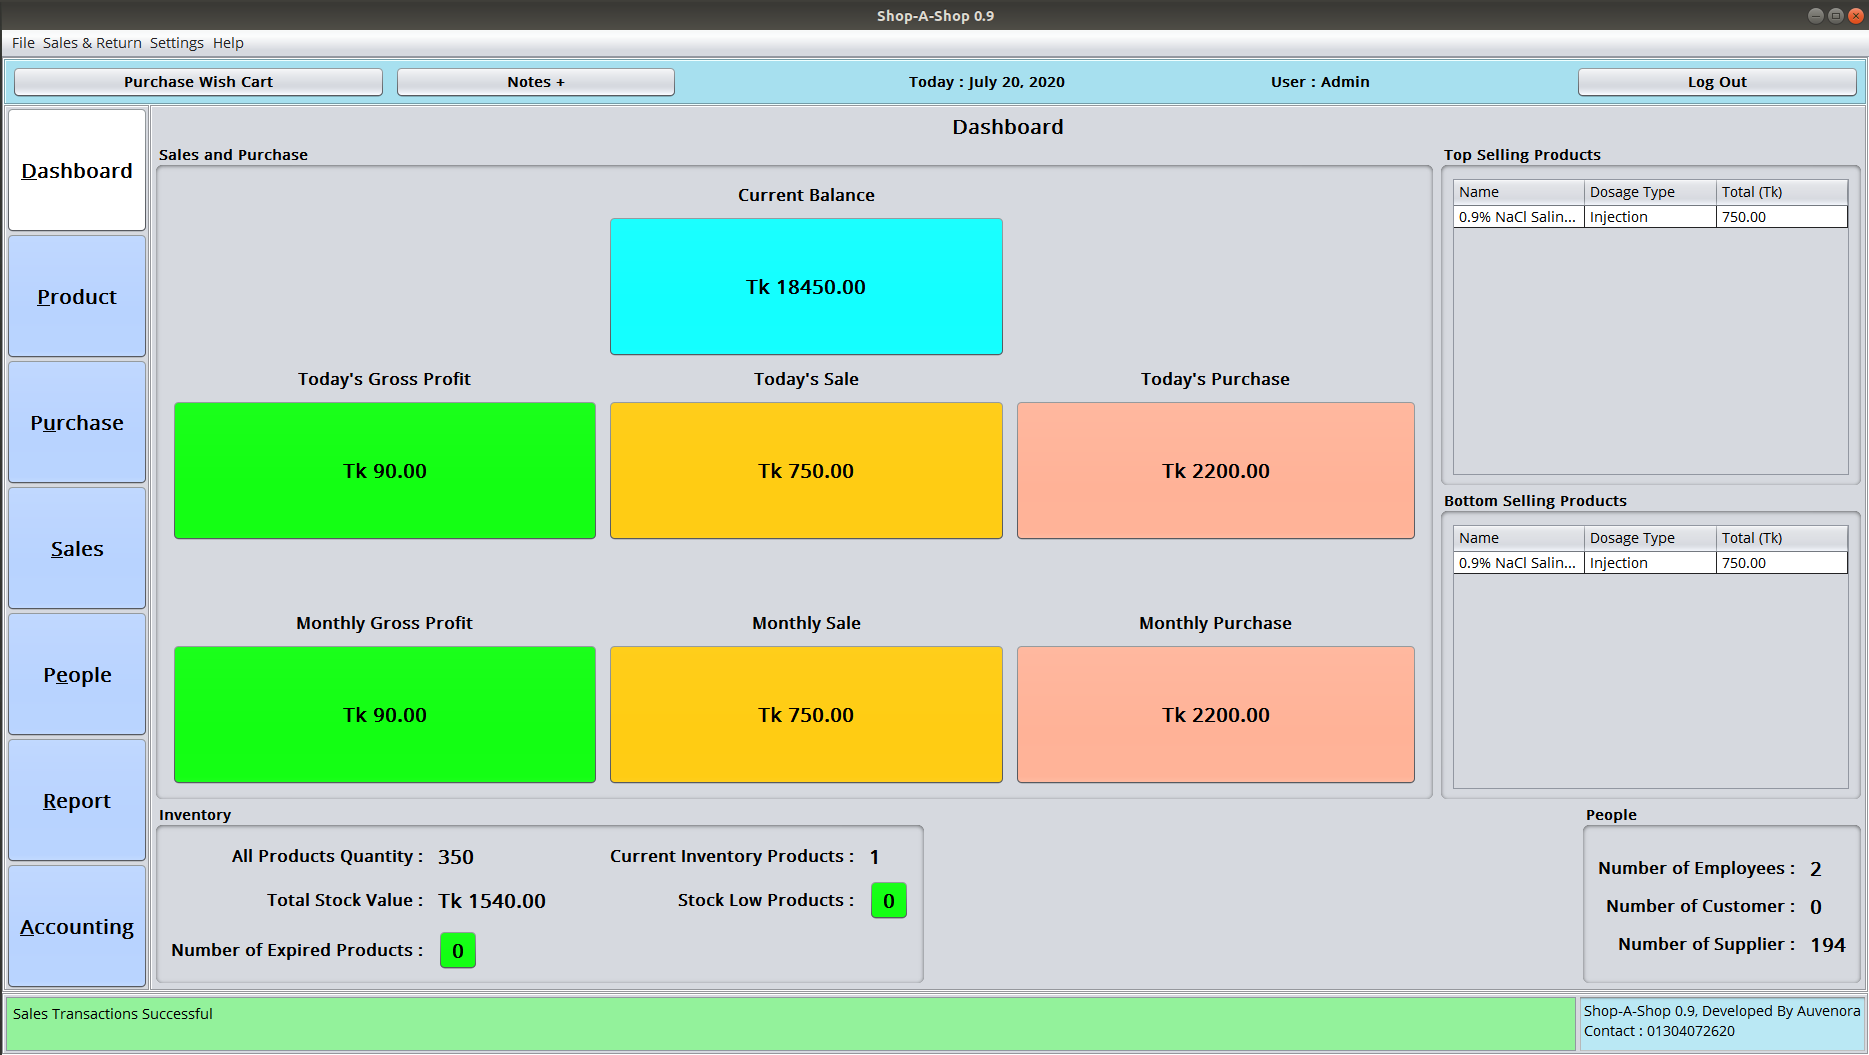 Shop-A-Shop 0.9
File Sales & Return Settings Help
Purchase Wish Cart Notes + Today : July 20, 2020 User : Admin Log Out
Dashboard
Product
Purchase
Sales
People
Report
Accounting
Dashboard
Sales and Purchase
Current Balance
Tk 18450.00
Today's Gross Profit Today's Sale Today's Purchase
Tk 90.00 Tk 750.00 Tk 2200.00
Monthly Gross Profit Monthly Sale Monthly Purchase
Tk 90.00 Tk 750.00 Tk 2200.00
Top Selling Products
Name Dosage Type Total (Tk)
0.9% NaCl Salin... Injection 750.00
Bottom Selling Products
Name Dosage Type Total (Tk)
0.9% NaCl Salin... Injection 750.00
Inventory
All Products Quantity : 350 Current Inventory Products : 1
Total Stock Value : Tk 1540.00 Stock Low Products : 0
Number of Expired Products : 0
People
Number of Employees : 2
Number of Customer : 0
Number of Supplier : 194
Sales Transactions Successful
Shop-A-Shop 0.9, Developed By Auvenora
Contact : 01304072620